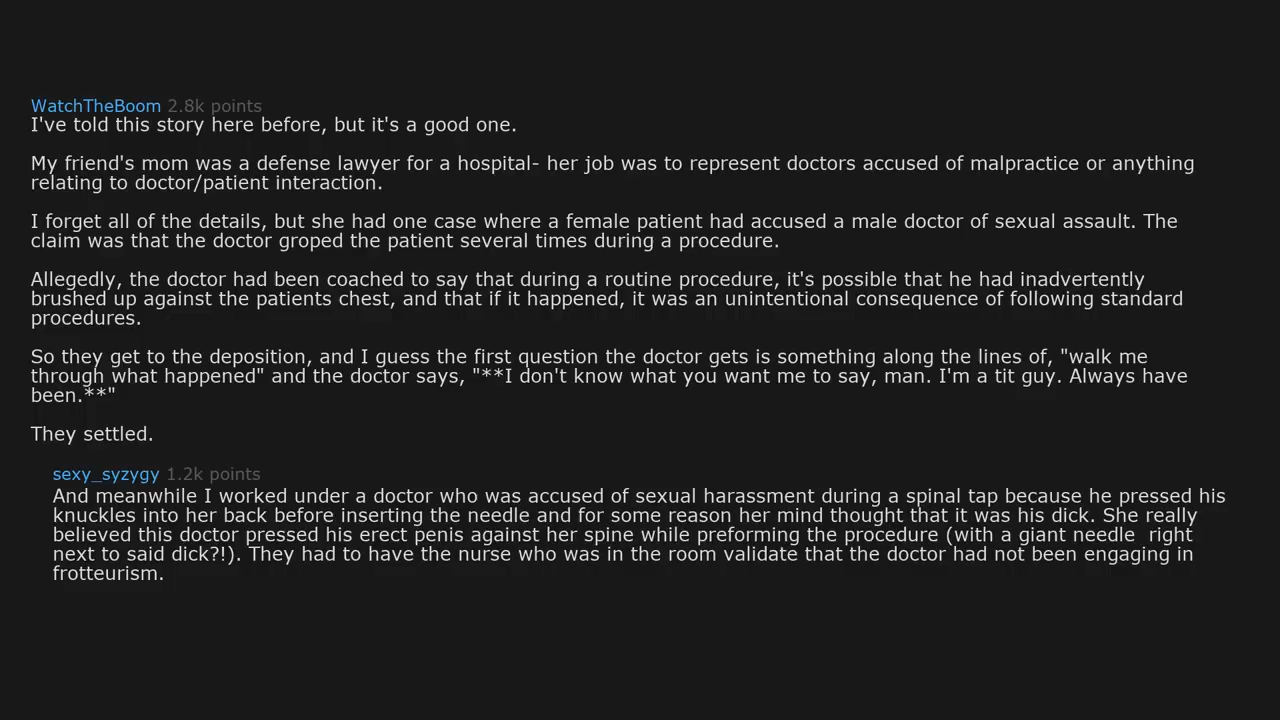 WatchTheBoom 2.8k points
I've told this story here before, but it's a good one.
My friend's mom was a defense lawyer for a hospital- her job was to represent doctors accused of malpractice or anything
relating to doctor/patient interaction.
I forget all of the details, but she had one case where a female patient had accused a male doctor of sexual assault. The
claim was that the doctor groped the patient several times during a procedure.
Allegedly, the doctor had been coached to say that during a routine procedure, it's possible that he had inadvertently
brushed up against the patients chest, and that if it happened, it was an unintentional consequence of following standard
procedures.
So they get to the deposition, and I guess the first question the doctor gets is something along the lines of, "walk me
through what happened" and the doctor says, "**I don't know what you want me to say, man. I'm a tit guy. Always have
been.**"
They settled.
sexy_syzygy 1.2k points
And meanwhile I worked under a doctor who was accused of sexual harassment during a spinal tap because he pressed his
knuckles into her back before inserting the needle and for some reason her mind thought that it was his dick. She really
believed this doctor pressed his erect penis against her spine while preforming the procedure (with a giant needle  right
next to said dick?!). They had to have the nurse who was in the room validate that the doctor had not been engaging in
frotteurism.